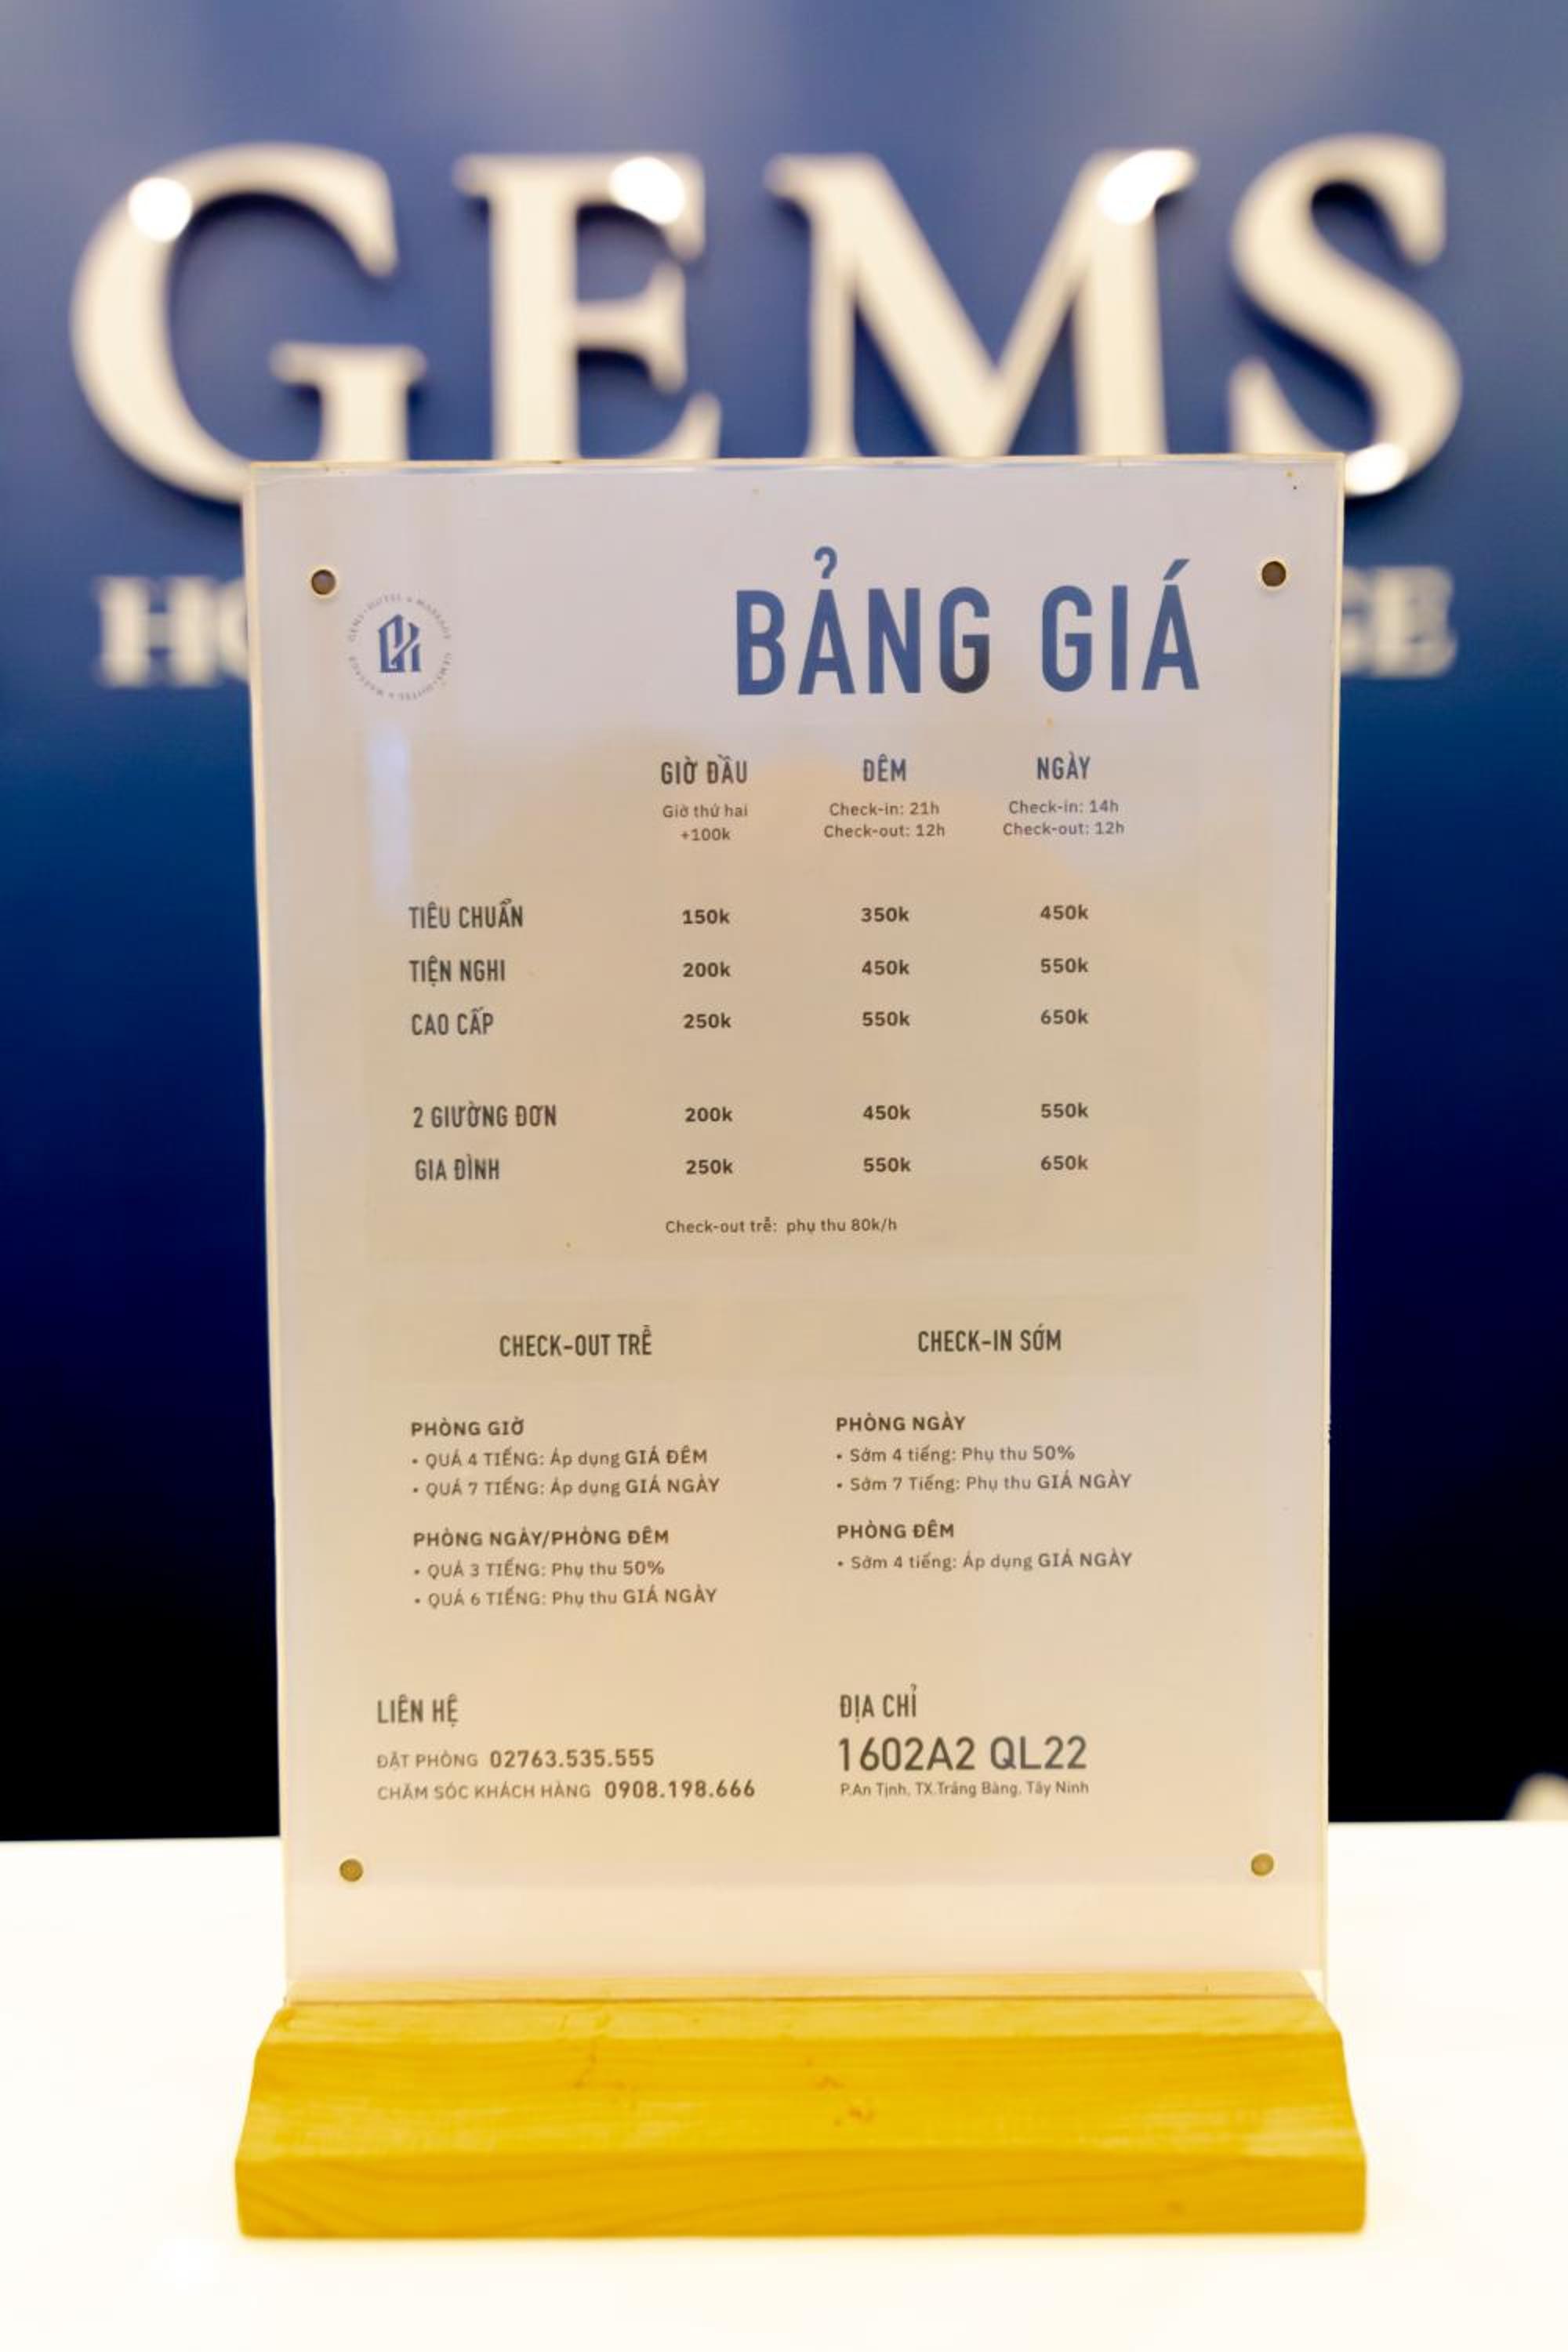 GEMS
BẢNG GIÁ
GIỜ ĐẦU ĐÊM NGÀY
Giờ thứ hai Check-in: 21h Check-in: 14h
+100k Check-out: 12h Check-out: 12h
TIÊU CHUẨN 150k 350k 450k
TIỆN NGHI 200k 450k 550k
CAO CẤP 250k 550k 650k
2 GIƯỜNG ĐƠN 200k 450k 550k
GIA ĐÌNH 250k 550k 650k
Check-out trễ: phụ thu 80k/h
CHECK-OUT TRỄ
PHÒNG GIỜ
• QUÁ 4 TIẾNG: Áp dụng GIÁ ĐÊM
• QUÁ 7 TIẾNG: Áp dụng GIÁ NGÀY
PHÒNG NGÀY/PHÒNG ĐÊM
• QUÁ 3 TIẾNG: Phụ thu 50%
• QUÁ 6 TIẾNG: Phụ thu GIÁ NGÀY
CHECK-IN SỚM
PHÒNG NGÀY
• Sớm 4 tiếng: Phụ thu 50%
• Sớm 7 Tiếng: Phụ thu GIÁ NGÀY
PHÒNG ĐÊM
• Sớm 4 tiếng: Áp dụng GIÁ NGÀY
LIÊN HỆ
ĐẶT PHÒNG 02763.535.555
CHĂM SÓC KHÁCH HÀNG 0908.198.666
ĐỊA CHỈ
1602A2 QL22
P.An Tịnh, TX.Trảng Bàng, Tây Ninh